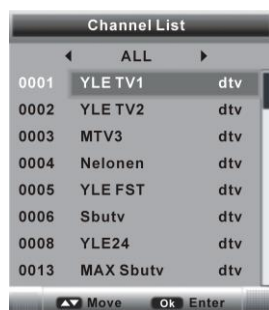 Channel List
ALL
0001 YLE TV1 dtv
0002 YLE TV2 dtv
0003 MTV3 dtv
0004 Nelonen dtv
0005 YLE FST dtv
0006 Sbutv dtv
0008 YLE24 dtv
0013 MAX Sbutv dtv
Move Ok Enter